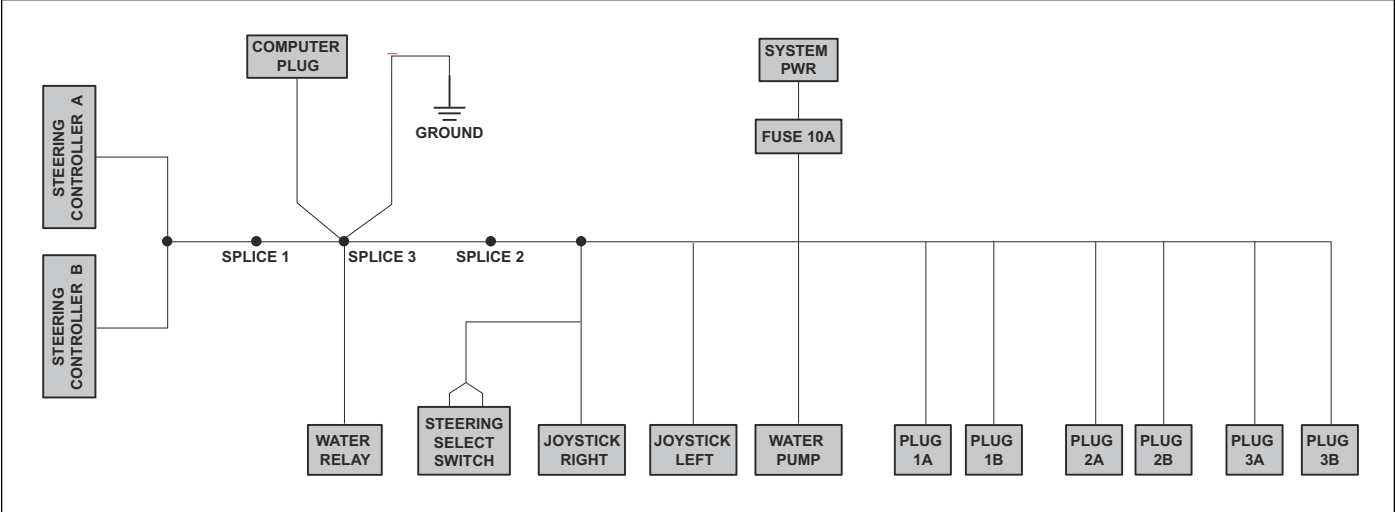 COMPUTER
PLUG
SYSTEM
PWR
STEERING
CONTROLLER A
GROUND
FUSE 10A
STEERING
CONTROLLER B
SPLICE 1
SPLICE 3
SPLICE 2
WATER
RELAY
STEERING
SELECT
SWITCH
JOYSTICK
RIGHT
JOYSTICK
LEFT
WATER
PUMP
PLUG
1A
PLUG
1B
PLUG
2A
PLUG
2B
PLUG
3A
PLUG
3B